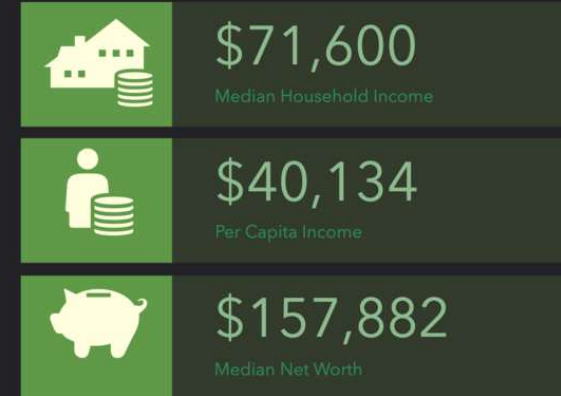 $71,600
Median Household Income
$40,134
Per Capita Income
$157,882
Median Net Worth